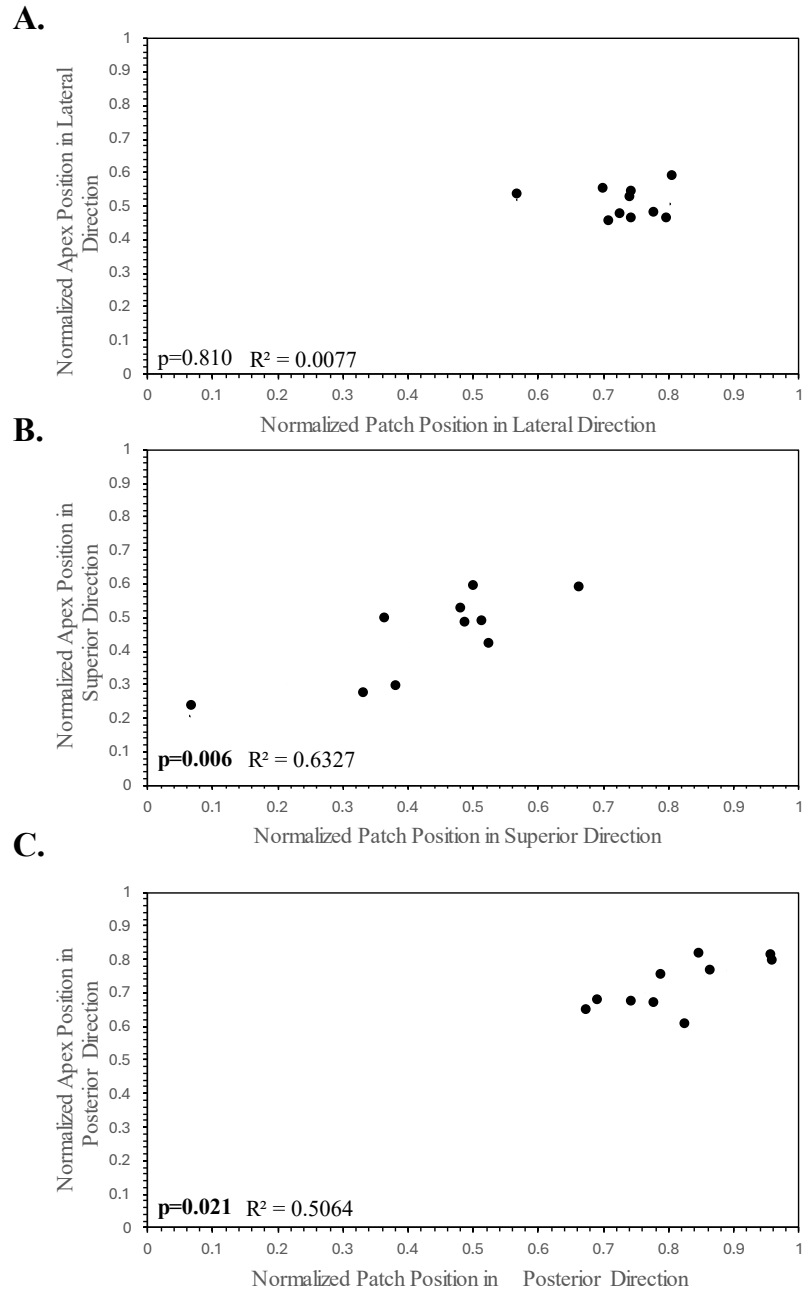 A.
Normalized Apex Position in Lateral
Direction
1
0.9
0.8
0.7
0.6
0.5
0.4
0.3
0.2
0.1
0
p=0.810 R² = 0.0077
0 0.1 0.2 0.3 0.4 0.5 0.6 0.7 0.8 0.9 1
Normalized Patch Position in Lateral Direction
B.
Normalized Apex Position in
Superior Direction
1
0.9
0.8
0.7
0.6
0.5
0.4
0.3
0.2
0.1
0
p=0.006 R² = 0.6327
0 0.1 0.2 0.3 0.4 0.5 0.6 0.7 0.8 0.9 1
Normalized Patch Position in Superior Direction
C.
Normalized Apex Position in
Posterior Direction
1
0.9
0.8
0.7
0.6
0.5
0.4
0.3
0.2
0.1
0
p=0.021 R² = 0.5064
0 0.1 0.2 0.3 0.4 0.5 0.6 0.7 0.8 0.9 1
Normalized Patch Position in Posterior Direction